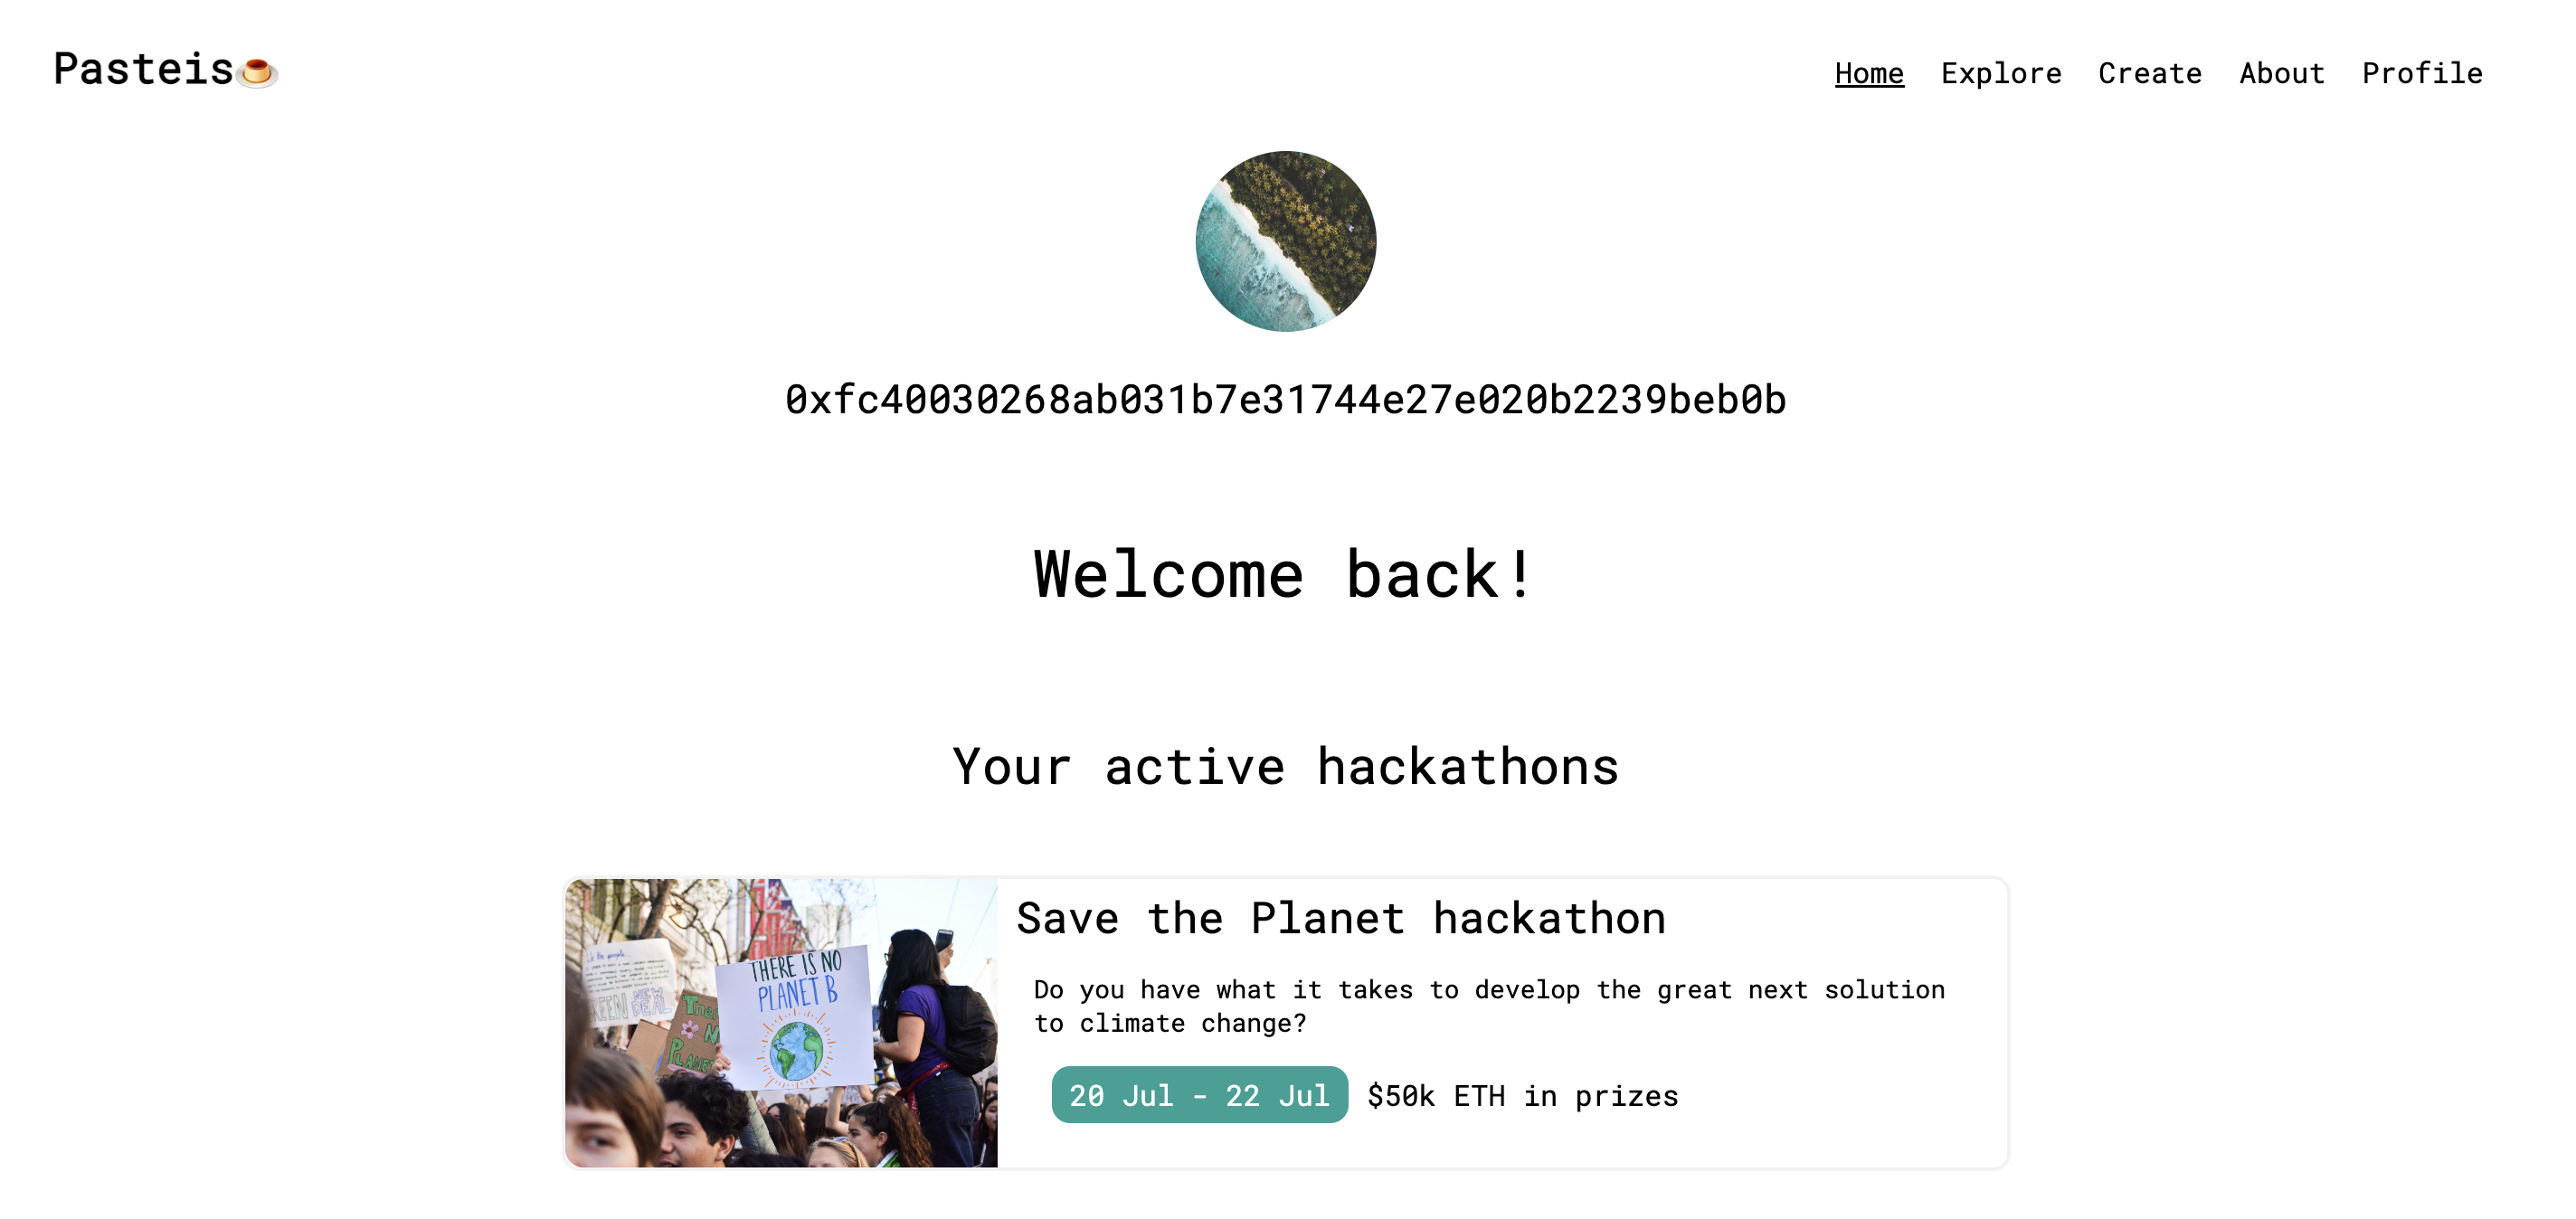 Pasteis🍮
Home Explore Create About Profile
0xfc40030268ab031b7e31744e27e020b2239beb0b
Welcome back!
Your active hackathons
Save the Planet hackathon
Do you have what it takes to develop the great next solution
to climate change?
20 Jul - 22 Jul $50k ETH in prizes
THERE IS NO
PLANET B